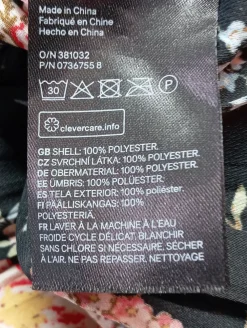 Made in China
Fabriqué en Chine
Hecho en China
O/N 381032
P/N 0736755 8
30
P
clevercare.info
GB SHELL: 100% POLYESTER.
CZ SVRCHNÍ LÁTKA: 100% POLYESTER.
DE OBERMATERIAL: 100% POLYESTER.
EE ÜMBRIS: 100% POLÜESTER.
ES TELA EXTERIOR: 100% poliéster.
FI PÄÄLLISKANGAS: 100%
POLYESTERIÄ.
FR LAVER À LA MACHINE À L'EAU
FROIDE CYCLE DÉLICAT. BLANCHIR
SANS CHLORE SI NÉCESSAIRE. SÉCHER
À L'AIR. NE PAS REPASSER. NETTOYAGE